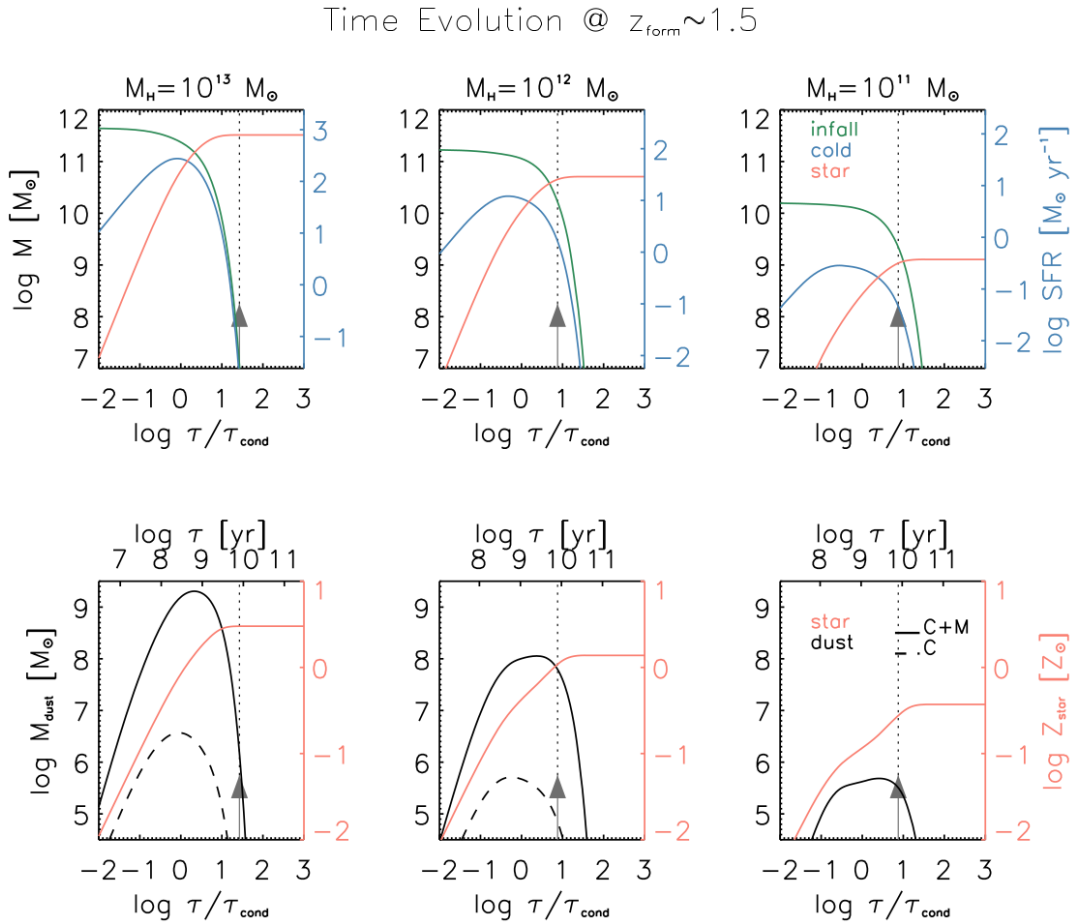 Time Evolution @ z_form~1.5
M_H=10^13 M_⊙
M_H=10^12 M_⊙
M_H=10^11 M_⊙
log M [M_⊙]
12
11
10
9
8
7
3
2
1
0
−1
−2 −1 0 1 2 3
log τ/τ_cond
12
11
10
9
8
7
2
1
0
−1
−2
−2 −1 0 1 2 3
log τ/τ_cond
12
11
10
9
8
7
infall
cold
star
2
1
0
−1
−2
log SFR [M_⊙ yr^−1]
−2 −1 0 1 2 3
log τ/τ_cond
log τ [yr]
7 8 9 10 11
log M_dust [M_⊙]
9
8
7
6
5
1
0
−1
−2
−2 −1 0 1 2 3
log τ/τ_cond
log τ [yr]
8 9 10 11
9
8
7
6
5
1
0
−1
−2
−2 −1 0 1 2 3
log τ/τ_cond
log τ [yr]
8 9 10 11
9
8
7
6
5
star
dust
C+M
C
1
0
−1
−2
log Z_star [Z_⊙]
−2 −1 0 1 2 3
log τ/τ_cond